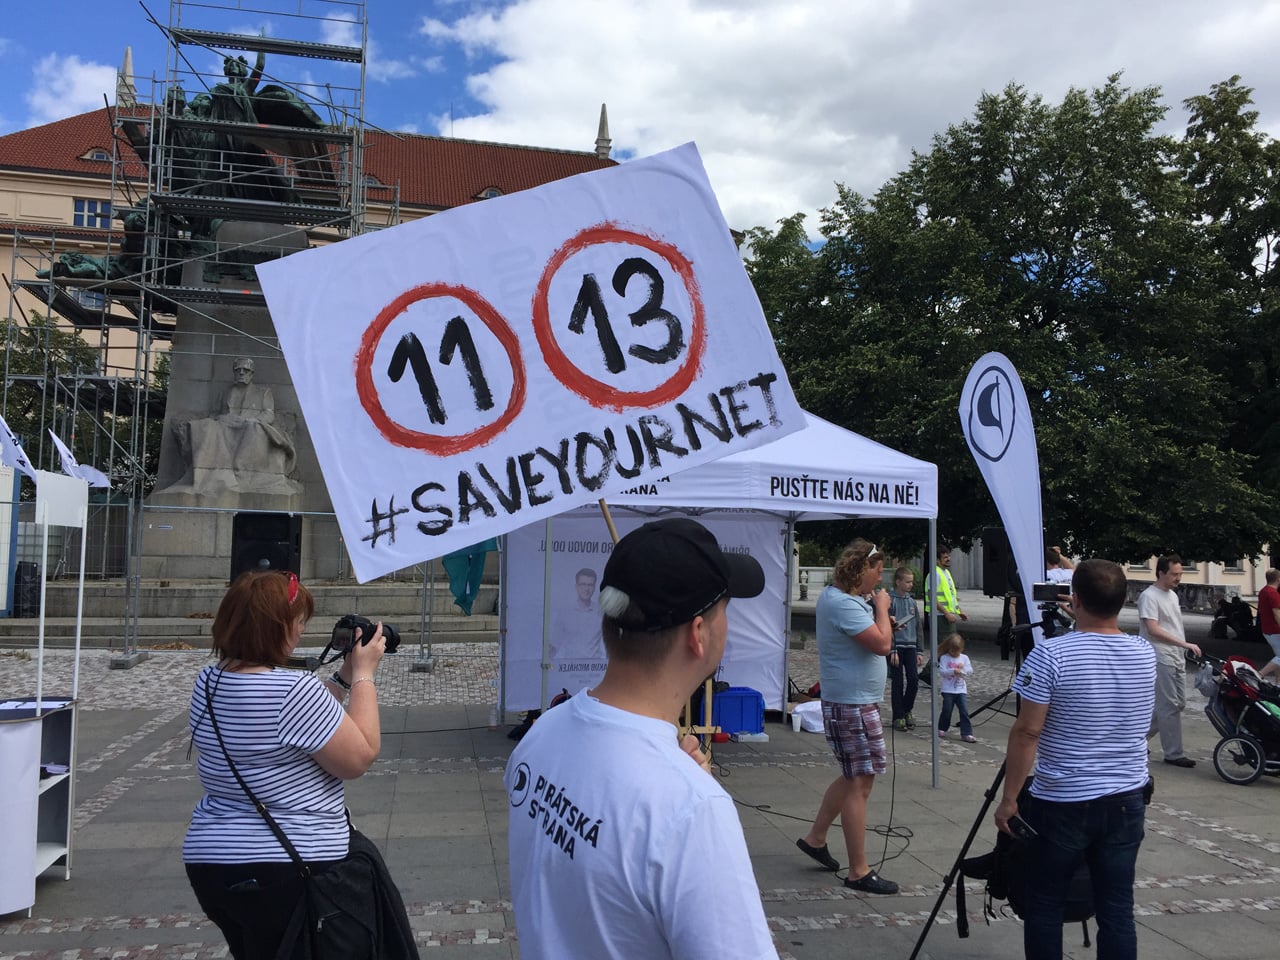 11 13
#SAVEYOURNET
PUSŤTE NÁS NA NĚ!
PIRÁTSKÁ
STRANA